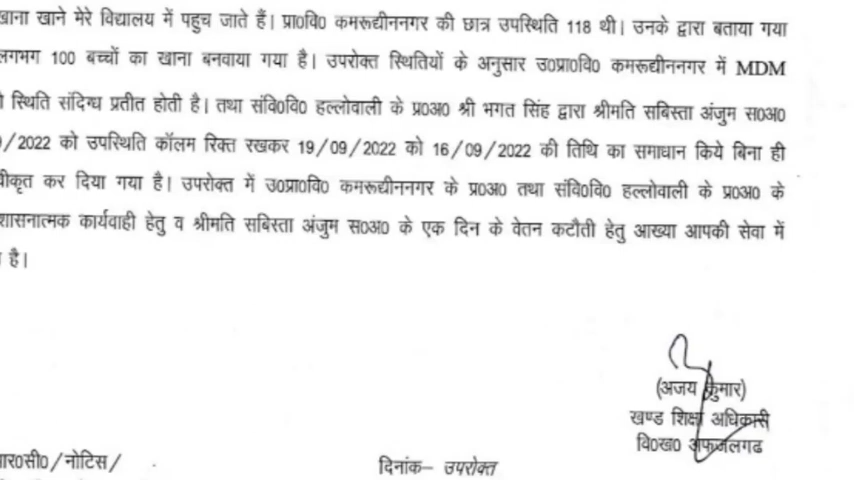 खाना खाने मेरे विद्यालय में पहुच जाते हैं। प्रा0वि0 कमरूद्दीननगर की छात्र उपस्थिति 118 थी। उनके द्वारा बताया गया
लगभग 100 बच्चों का खाना बनवाया गया है। उपरोक्त स्थितियों के अनुसार उ0प्रा0वि0 कमरूद्दीननगर में MDM
स्थिति संदिग्ध प्रतीत होती है। तथा संवि0वि0 हल्लोवाली के प्र0अ0 श्री भगत सिंह द्वारा श्रीमति सबिस्ता अंजुम स0अ0
/2022 को उपस्थिति कॉलम रिक्त रखकर 19/09/2022 को 16/09/2022 की तिथि का समाधान किये बिना ही
वीकृत कर दिया गया है। उपरोक्त में उ0प्रा0वि0 कमरूद्दीननगर के प्र0अ0 तथा संवि0वि0 हल्लोवाली के प्र0अ0 के
शासनात्मक कार्यवाही हेतु व श्रीमति सबिस्ता अंजुम स0अ0 के एक दिन के वेतन कटौती हेतु आख्या आपकी सेवा में
है।
(अजय कुमार)
खण्ड शिक्षा अधिकारी
वि0ख0 अफजलगढ
आर0सी0/नोटिस/
दिनांक– उपरोक्त